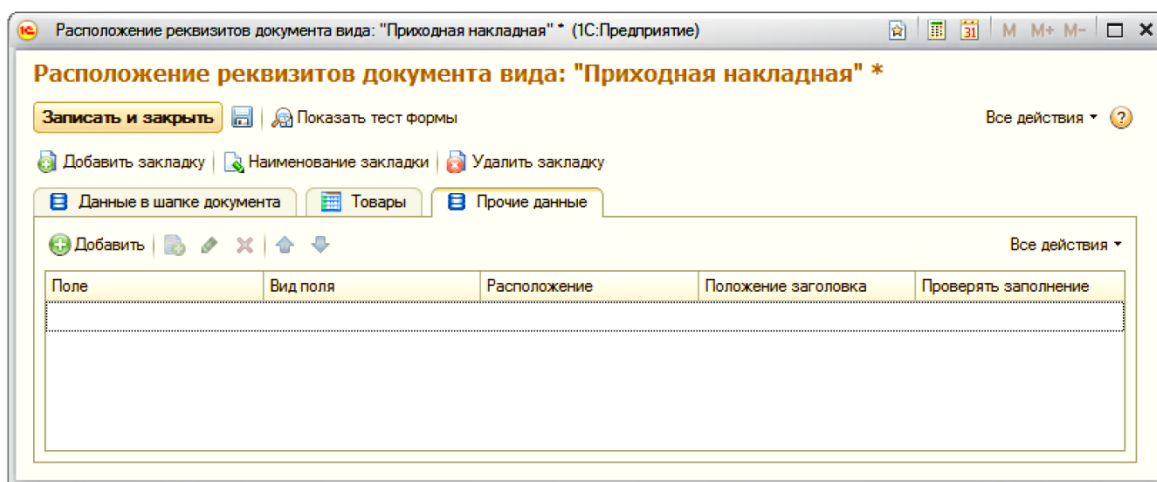 Расположение реквизитов документа вида: "Приходная накладная" * (1С:Предприятие) 31 M M+ M-
Расположение реквизитов документа вида: "Приходная накладная" *
Записать и закрыть Показать тест формы Все действия ?
Добавить закладку Наименование закладки Удалить закладку
Данные в шапке документа Товары Прочие данные
Добавить Все действия
Поле Вид поля Расположение Положение заголовка Проверять заполнение